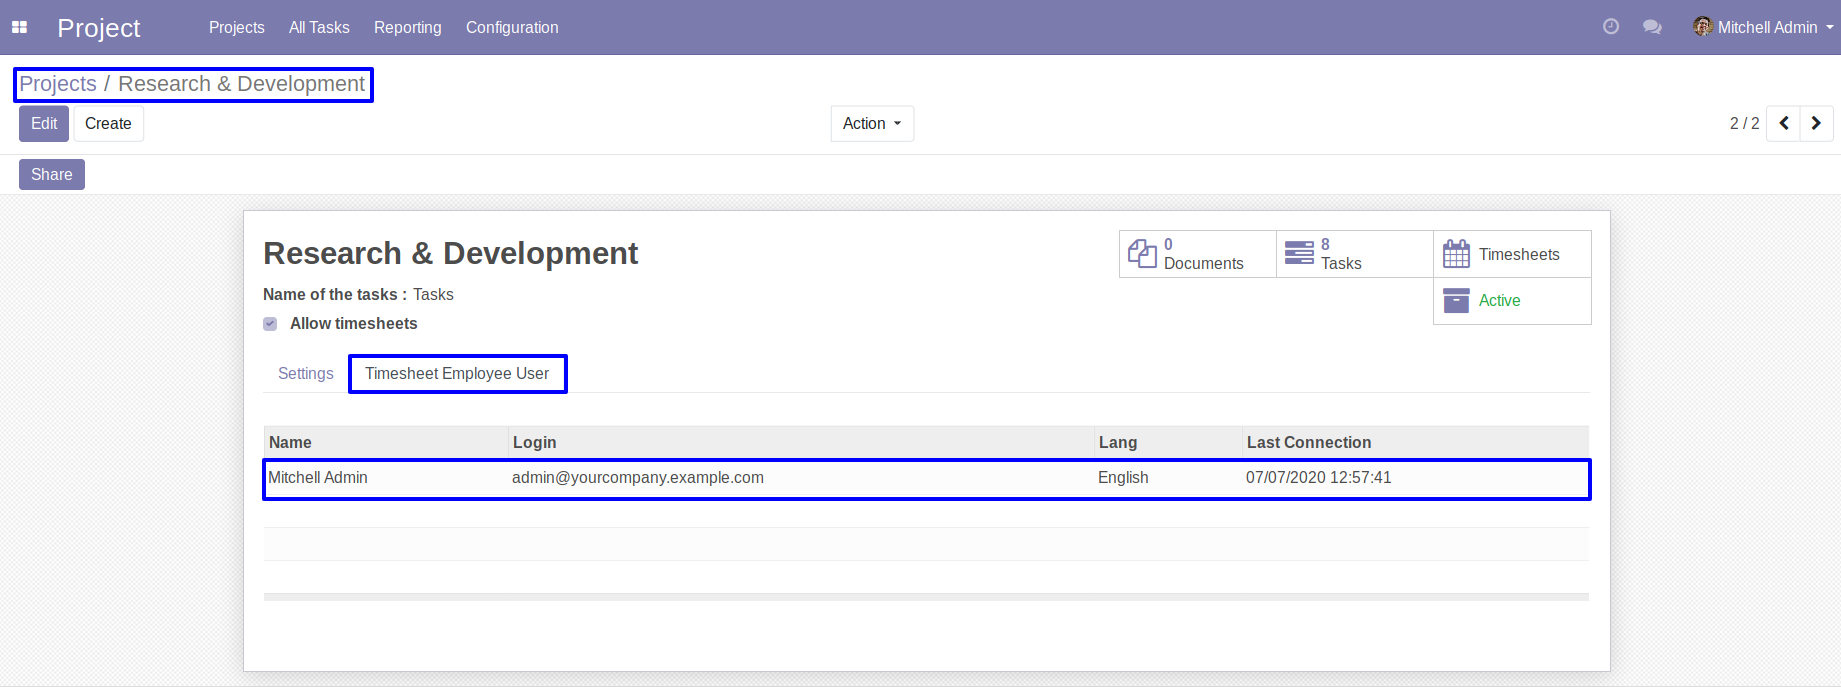 Project Projects All Tasks Reporting Configuration Mitchell Admin
Projects / Research & Development
Edit Create Action 2 / 2
Share
Research & Development
0 Documents
8 Tasks
Timesheets
Name of the tasks : Tasks
Active
Allow timesheets
Settings Timesheet Employee User
Name Login Lang Last Connection
Mitchell Admin admin@yourcompany.example.com English 07/07/2020 12:57:41